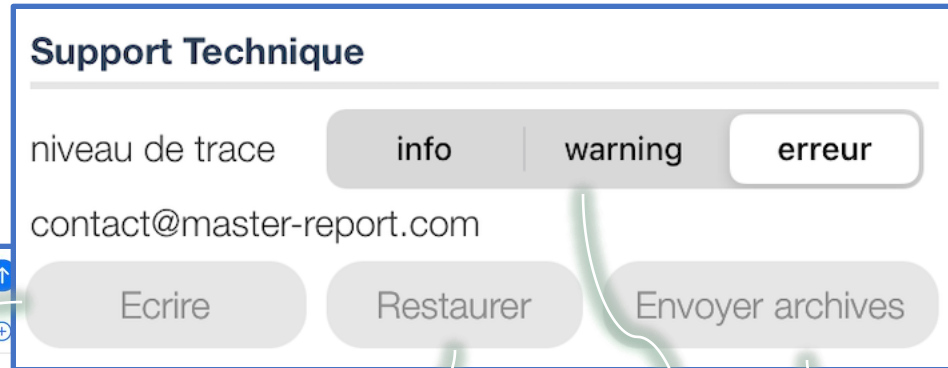 Support Technique
niveau de trace info warning erreur
contact@master-report.com
Ecrire Restaurer Envoyer archives